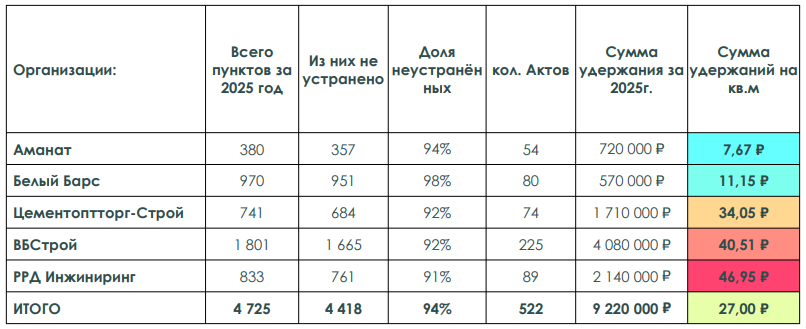 Организации: Всего пунктов за 2025 год Из них не устранено Доля неустранён ных кол. Актов Сумма удержания за 2025г. Сумма удержаний на кв.м
Аманат 380 357 94% 54 720 000 ₽ 7,67 ₽
Белый Барс 970 951 98% 80 570 000 ₽ 11,15 ₽
Цементоптторг-Строй 741 684 92% 74 1 710 000 ₽ 34,05 ₽
ВБСтрой 1 801 1 665 92% 225 4 080 000 ₽ 40,51 ₽
РРД Инжиниринг 833 761 91% 89 2 140 000 ₽ 46,95 ₽
ИТОГО 4 725 4 418 94% 522 9 220 000 ₽ 27,00 ₽